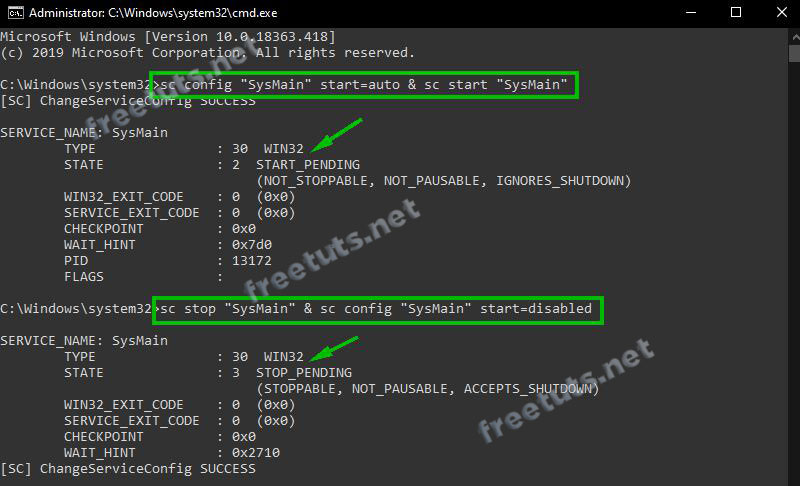 Administrator: C:\Windows\system32\cmd.exe
Microsoft Windows [Version 10.0.18363.418]
(c) 2019 Microsoft Corporation. All rights reserved.
C:\Windows\system32>sc config "SysMain" start=auto & sc start "SysMain"
[SC] ChangeServiceConfig SUCCESS
SERVICE_NAME: SysMain
TYPE : 30 WIN32
STATE : 2 START_PENDING
(NOT_STOPPABLE, NOT_PAUSABLE, IGNORES_SHUTDOWN)
WIN32_EXIT_CODE : 0 (0x0)
SERVICE_EXIT_CODE : 0 (0x0)
CHECKPOINT : 0x0
WAIT_HINT : 0x7d0
PID : 13172
FLAGS :
C:\Windows\system32>sc stop "SysMain" & sc config "SysMain" start=disabled
SERVICE_NAME: SysMain
TYPE : 30 WIN32
STATE : 3 STOP_PENDING
(STOPPABLE, NOT_PAUSABLE, ACCEPTS_SHUTDOWN)
WIN32_EXIT_CODE : 0 (0x0)
SERVICE_EXIT_CODE : 0 (0x0)
CHECKPOINT : 0x0
WAIT_HINT : 0x2710
[SC] ChangeServiceConfig SUCCESS
freetuts.net
freetuts.net
freetuts.net